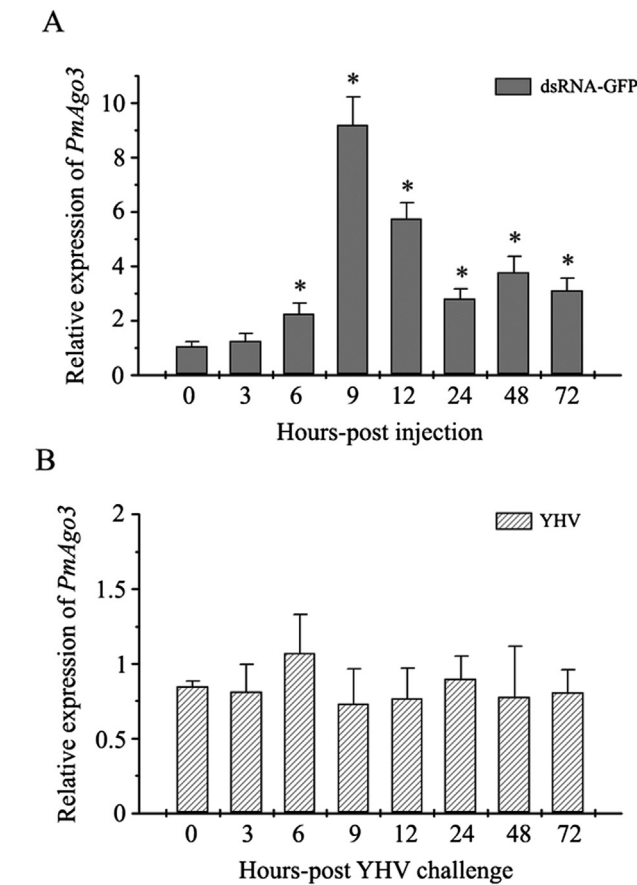 A
Relative expression of PmAgo3
10
8
6
4
2
0
dsRNA-GFP
* * * * * *
0 3 6 9 12 24 48 72
Hours-post injection
B
Relative expression of PmAgo3
2
1.5
1
0.5
0
YHV
0 3 6 9 12 24 48 72
Hours-post YHV challenge